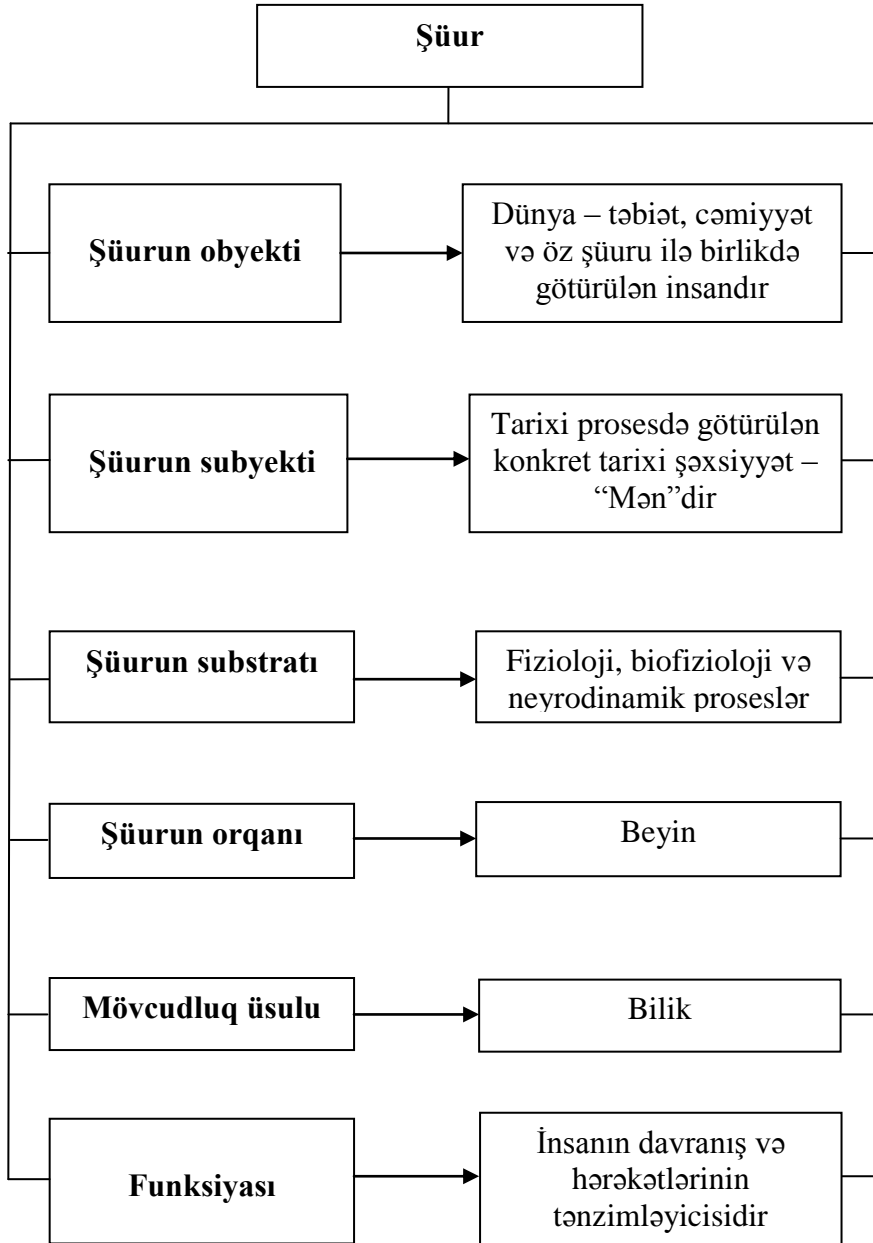 Şüur
Şüurun obyekti
Dünya – təbiət, cəmiyyət
və öz şüuru ilə birlikdə
götürülən insandır
Şüurun subyekti
Tarixi prosesdə götürülən
konkret tarixi şəxsiyyət –
“Mən”dir
Şüurun substratı
Fizioloji, biofizioloji və
neyrodinamik proseslər
Şüurun orqanı
Beyin
Mövcudluq üsulu
Bilik
Funksiyası
İnsanın davranış və
hərəkətlərinin
tənzimləyicisidir